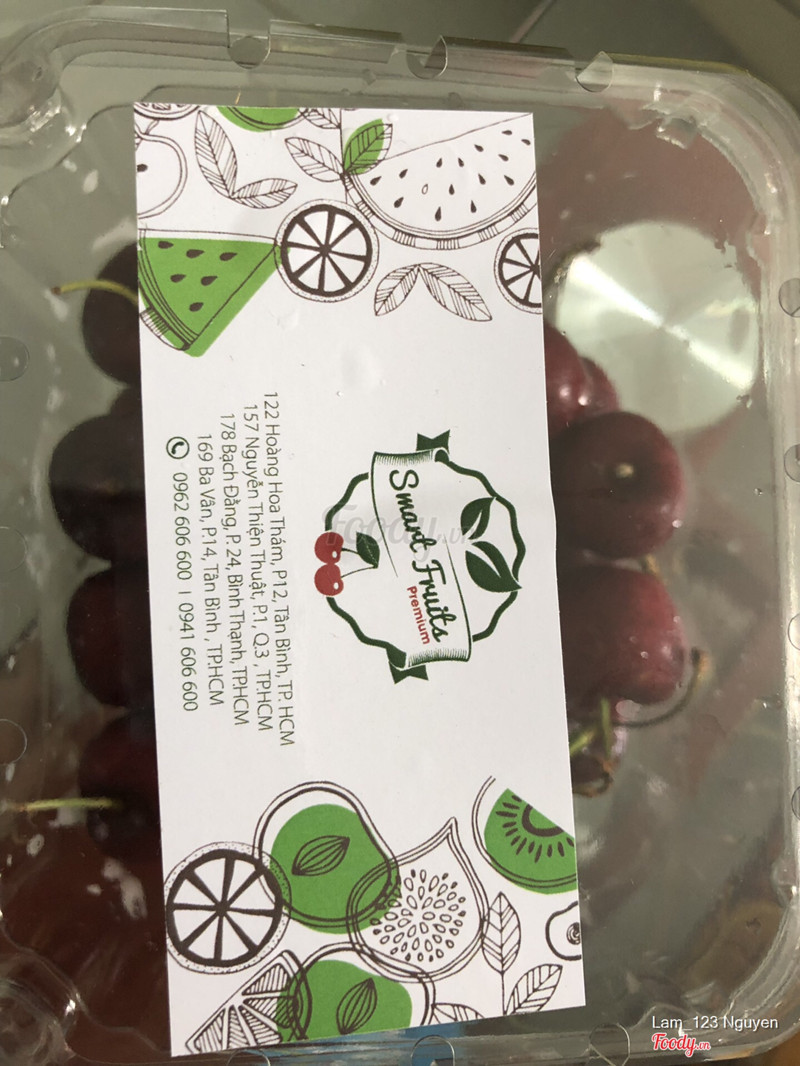 Smart Fruits
Premium
122 Hoàng Hoa Thám, P12, Tân Bình, TP. HCM
157 Nguyễn Thiện Thuật, P.1, Q.3 , TP.HCM
178 Bạch Đằng, P. 24, Bình Thạnh, TP.HCM
169 Ba Vân, P.14, Tân Bình , TP.HCM
0962 606 600 | 0941 606 600
Foody.vn
Lam_123 Nguyen
Foody.vn